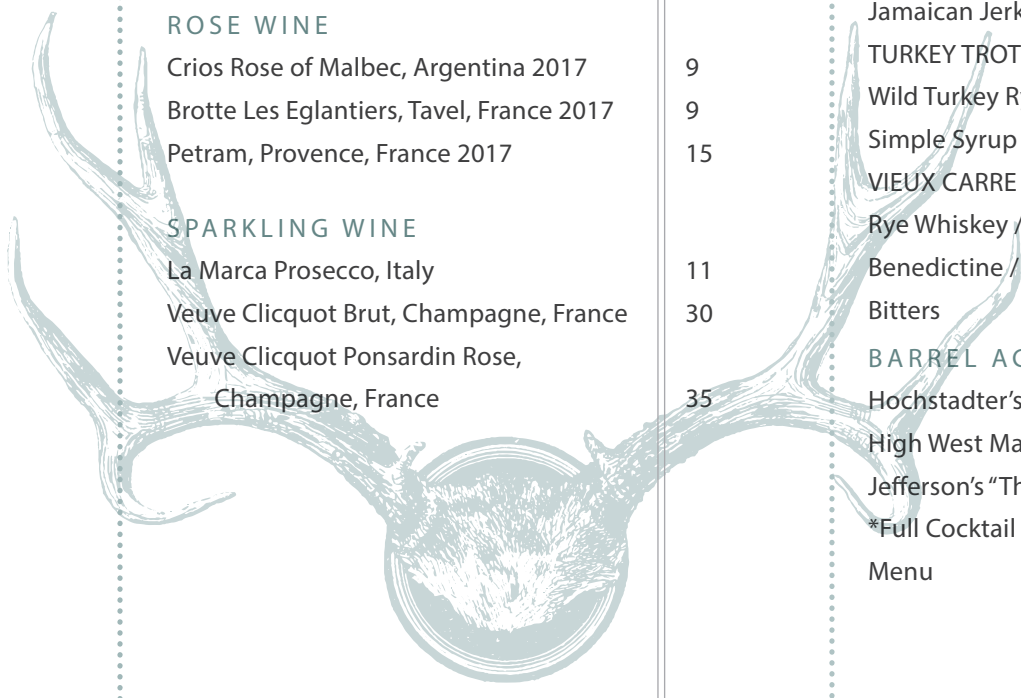 ROSE WINE
Crios Rose of Malbec, Argentina 2017 9
Brotte Les Eglantiers, Tavel, France 2017 9
Petram, Provence, France 2017 15
SPARKLING WINE
La Marca Prosecco, Italy 11
Veuve Clicquot Brut, Champagne, France 30
Veuve Clicquot Ponsardin Rose,
Champagne, France 35
Jamaican Jerk
TURKEY TROT
Wild Turkey
Simple Syrup
VIEUX CARRE
Rye Whiskey /
Benedictine /
Bitters
BARREL
Hochstadter's
High West
Jefferson's
*Full Cocktail
Menu